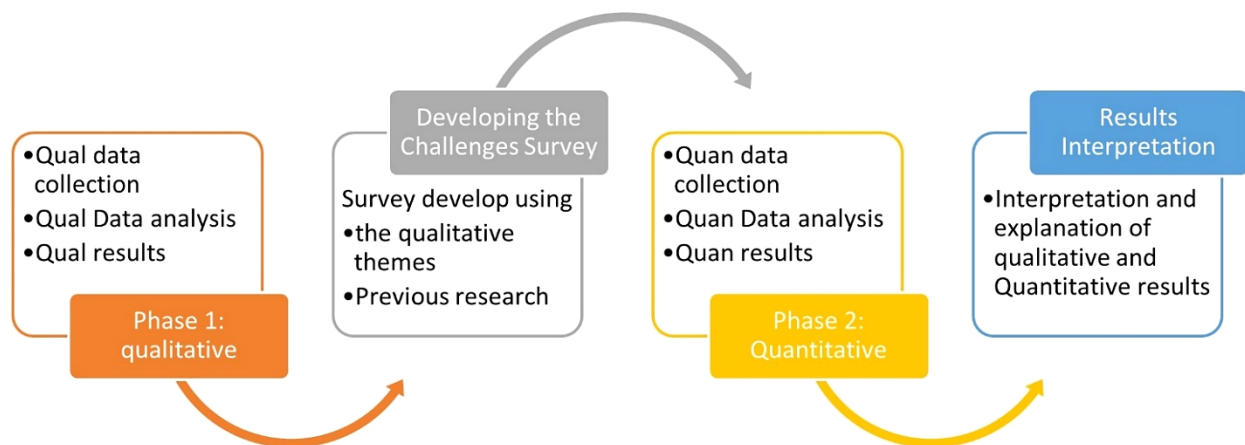 •Qual data
collection
•Qual Data analysis
•Qual results
Phase 1:
qualitative
Developing the
Challenges Survey
Survey develop using
•the qualitative
themes
•Previous research
•Quan data
collection
•Quan Data analysis
•Quan results
Phase 2:
Quantitative
Results
Interpretation
•Interpretation and
explanation of
qualitative and
Quantitative results